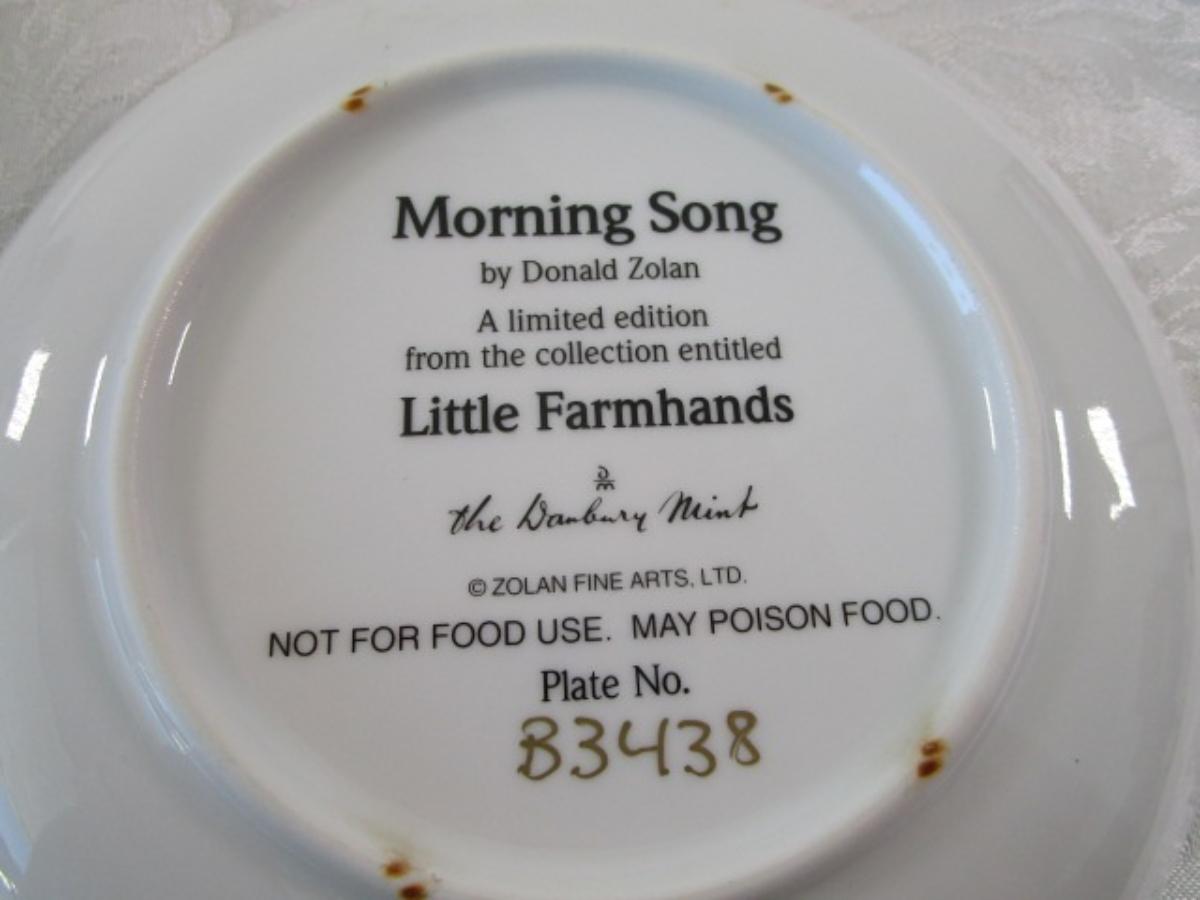 Morning Song
by Donald Zolan
A limited edition
from the collection entitled
Little Farmhands
DM
the Danbury Mint
© ZOLAN FINE ARTS, LTD.
NOT FOR FOOD USE. MAY POISON FOOD.
Plate No.
B3438